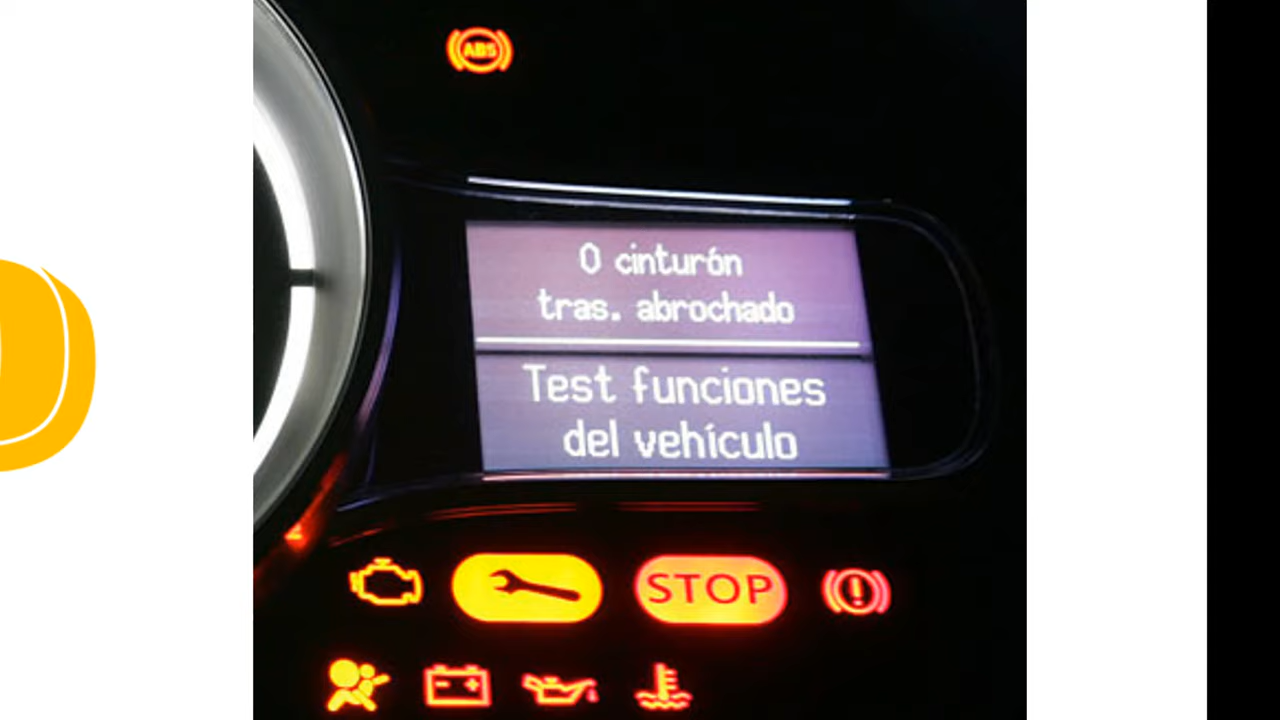 ABS
0 cinturón
tras. abrochado
Test funciones
del vehículo
STOP